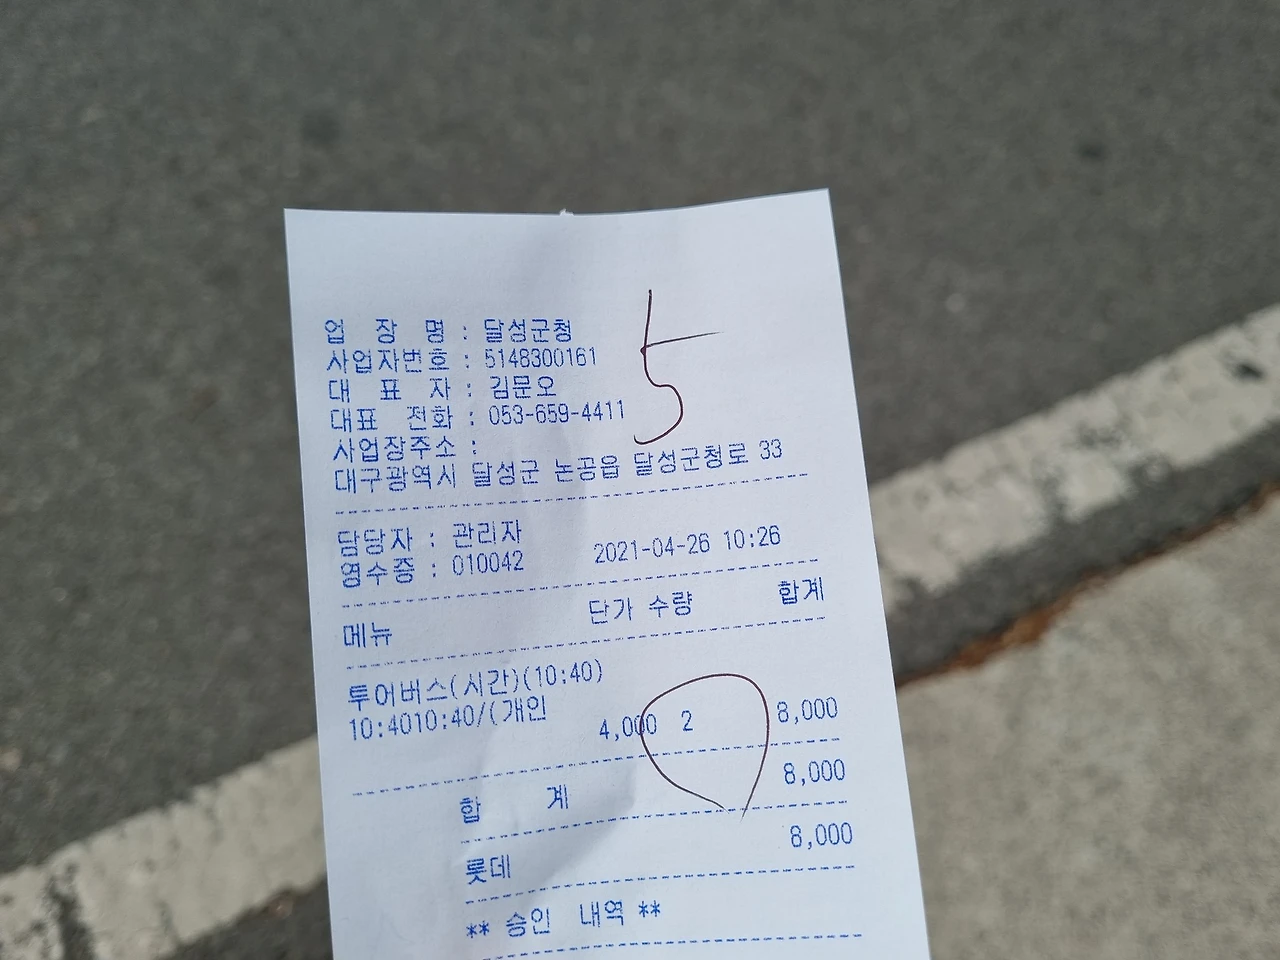 업 장 명 : 달성군청
사업자번호 : 5148300161
대 표 자 : 김문오
대표 전화 : 053-659-4411
사업장주소 :
대구광역시 달성군 논공읍 달성군청로 33
5
담당자 : 관리자
영수증 : 010042 2021-04-26 10:26
메뉴 단가 수량 합계
투어버스(시간)(10:40)
10:4010:40/(개인 4,000 2 8,000
합 계 8,000
롯데 8,000
** 승인 내역 **